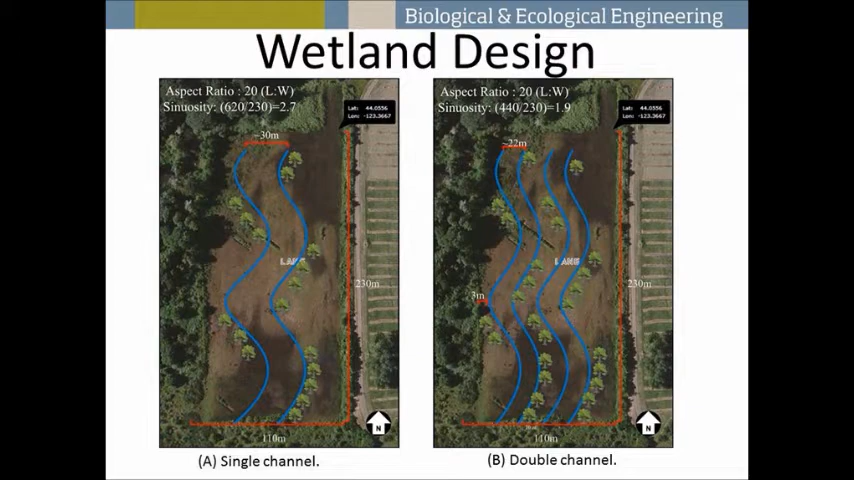 Biological & Ecological Engineering
Wetland Design
Aspect Ratio : 20 (L:W)
Sinuosity: (620/230)=2.7
Lat: 44.0556
Lon: -123.3667
~30m
LANE
230m
110m
N
(A) Single channel.
Aspect Ratio : 20 (L:W)
Sinuosity: (440/230)=1.9
Lat: 44.0556
Lon: -123.3667
~22m
LANE
3m
230m
110m
N
(B) Double channel.